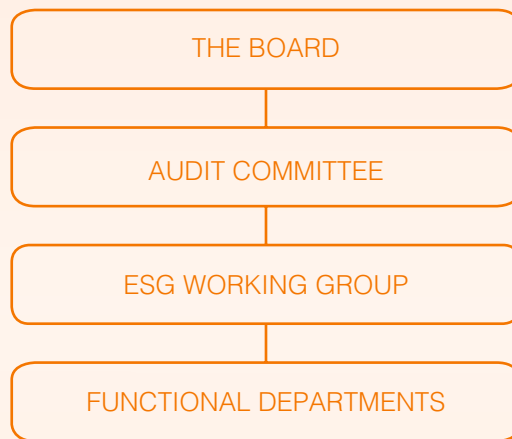 THE BOARD
AUDIT COMMITTEE
ESG WORKING GROUP
FUNCTIONAL DEPARTMENTS